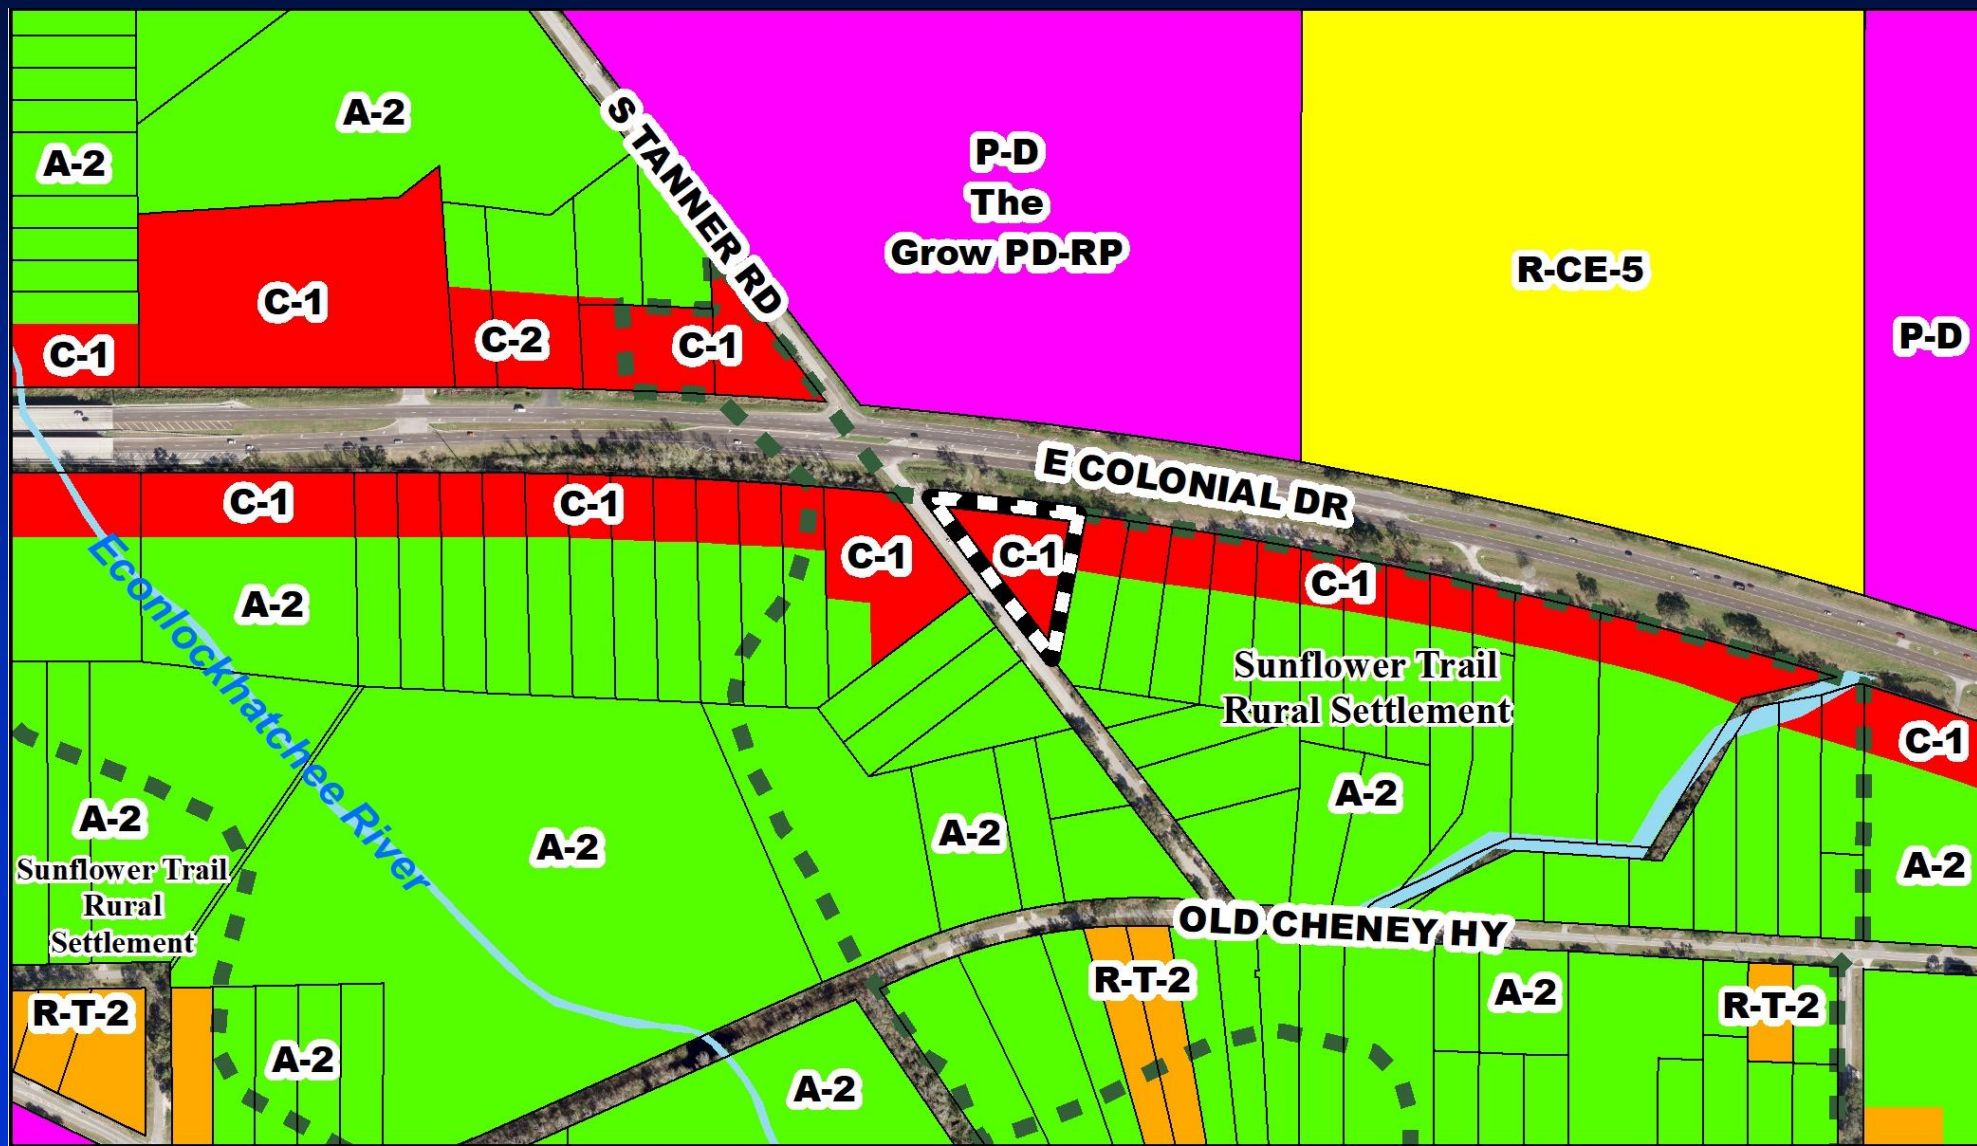 A-2
A-2
S TANNER RD
P-D
The
Grow PD-RP
R-CE-5
P-D
C-1
C-1
C-2
C-1
E COLONIAL DR
C-1
C-1
C-1
C-1
C-1
A-2
Econlockhatchee River
Sunflower Trail
Rural Settlement
C-1
A-2
A-2
A-2
A-2
A-2
Sunflower Trail
Rural
Settlement
OLD CHENEY HY
R-T-2
R-T-2
A-2
R-T-2
A-2
A-2